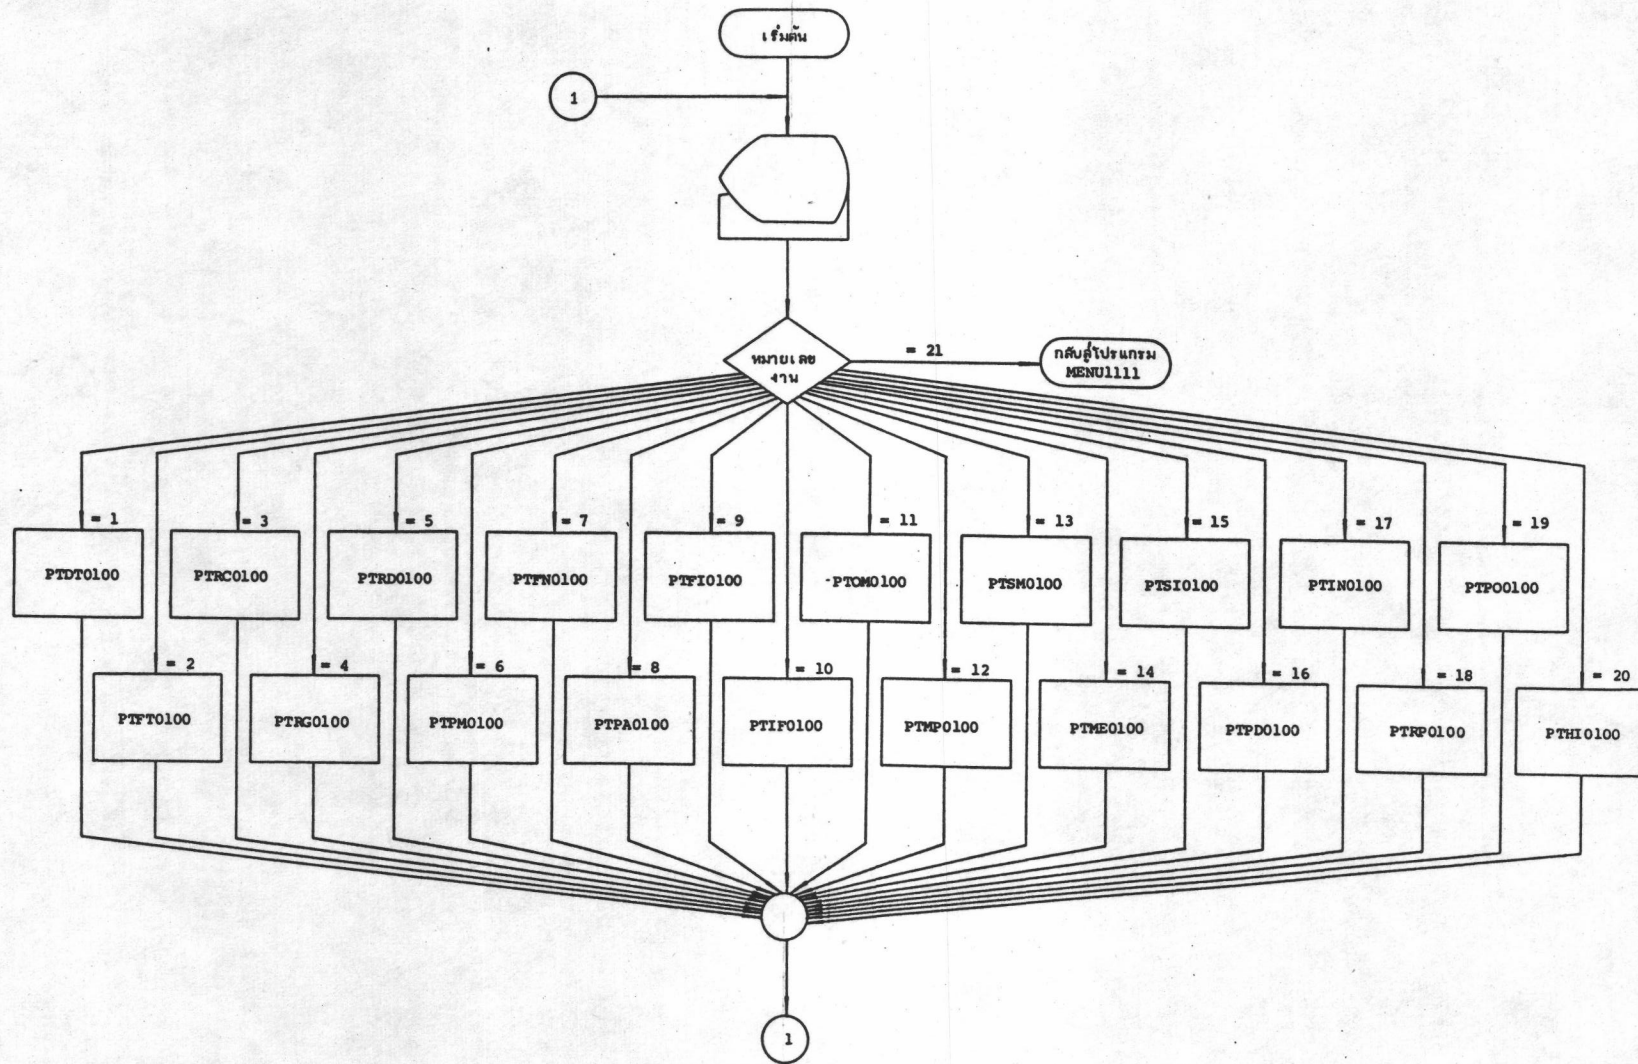 เริ่มต้น
1
หมายเลข
งาน
= 21
กลับสู่โปรแกรม
MENU1111
= 1
= 3
= 5
= 7
= 9
= 11
= 13
= 15
= 17
= 19
PTDT0100
PTRC0100
PTRD0100
PTFN0100
PTFI0100
-PTOM0100
PTSM0100
PTSI0100
PTIN0100
PTPO0100
= 2
= 4
= 6
= 8
= 10
= 12
= 14
= 16
= 18
= 20
PTFT0100
PTRG0100
PTPM0100
PTPA0100
PTIF0100
PTMP0100
PTME0100
PTPD0100
PTRP0100
PTHI0100
1